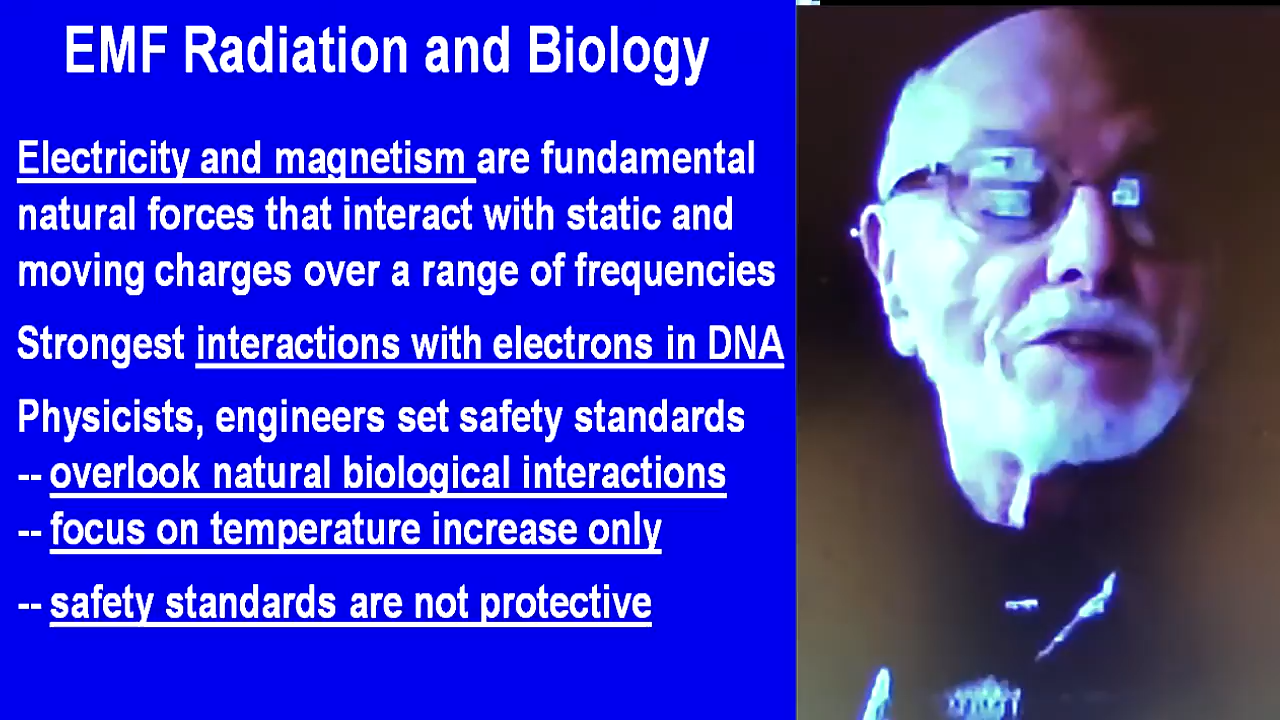 EMF Radiation and Biology
Electricity and magnetism are fundamental
natural forces that interact with static and
moving charges over a range of frequencies
Strongest interactions with electrons in DNA
Physicists, engineers set safety standards
-- overlook natural biological interactions
-- focus on temperature increase only
-- safety standards are not protective